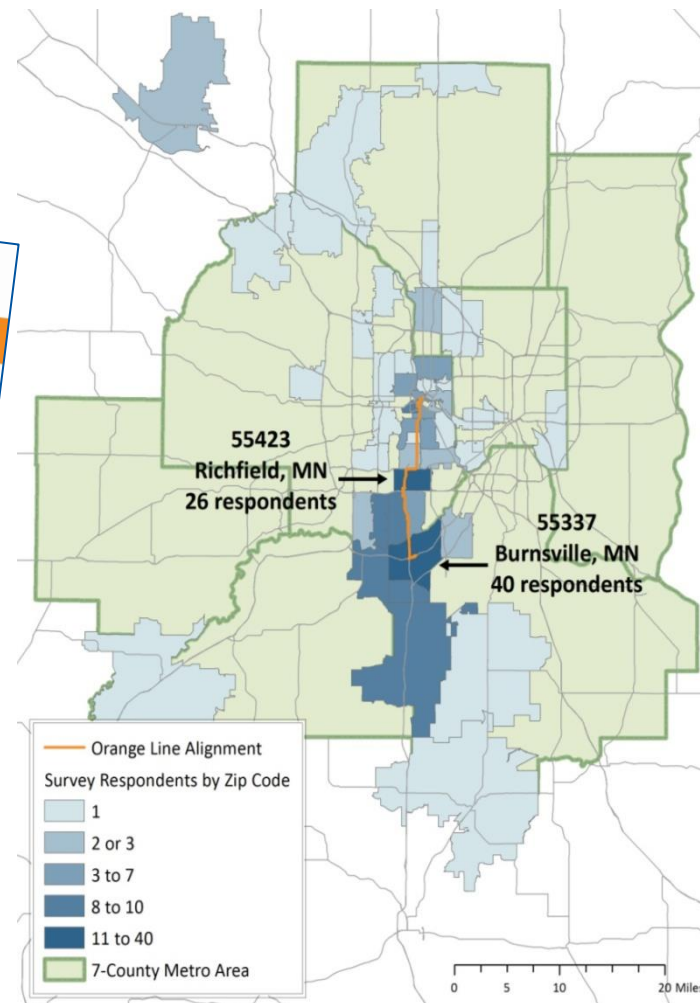 55423
Richfield, MN
26 respondents
55337
Burnsville, MN
40 respondents
Orange Line Alignment
Survey Respondents by Zip Code
1
2 or 3
3 to 7
8 to 10
11 to 40
7-County Metro Area
0 5 10 20 Miles